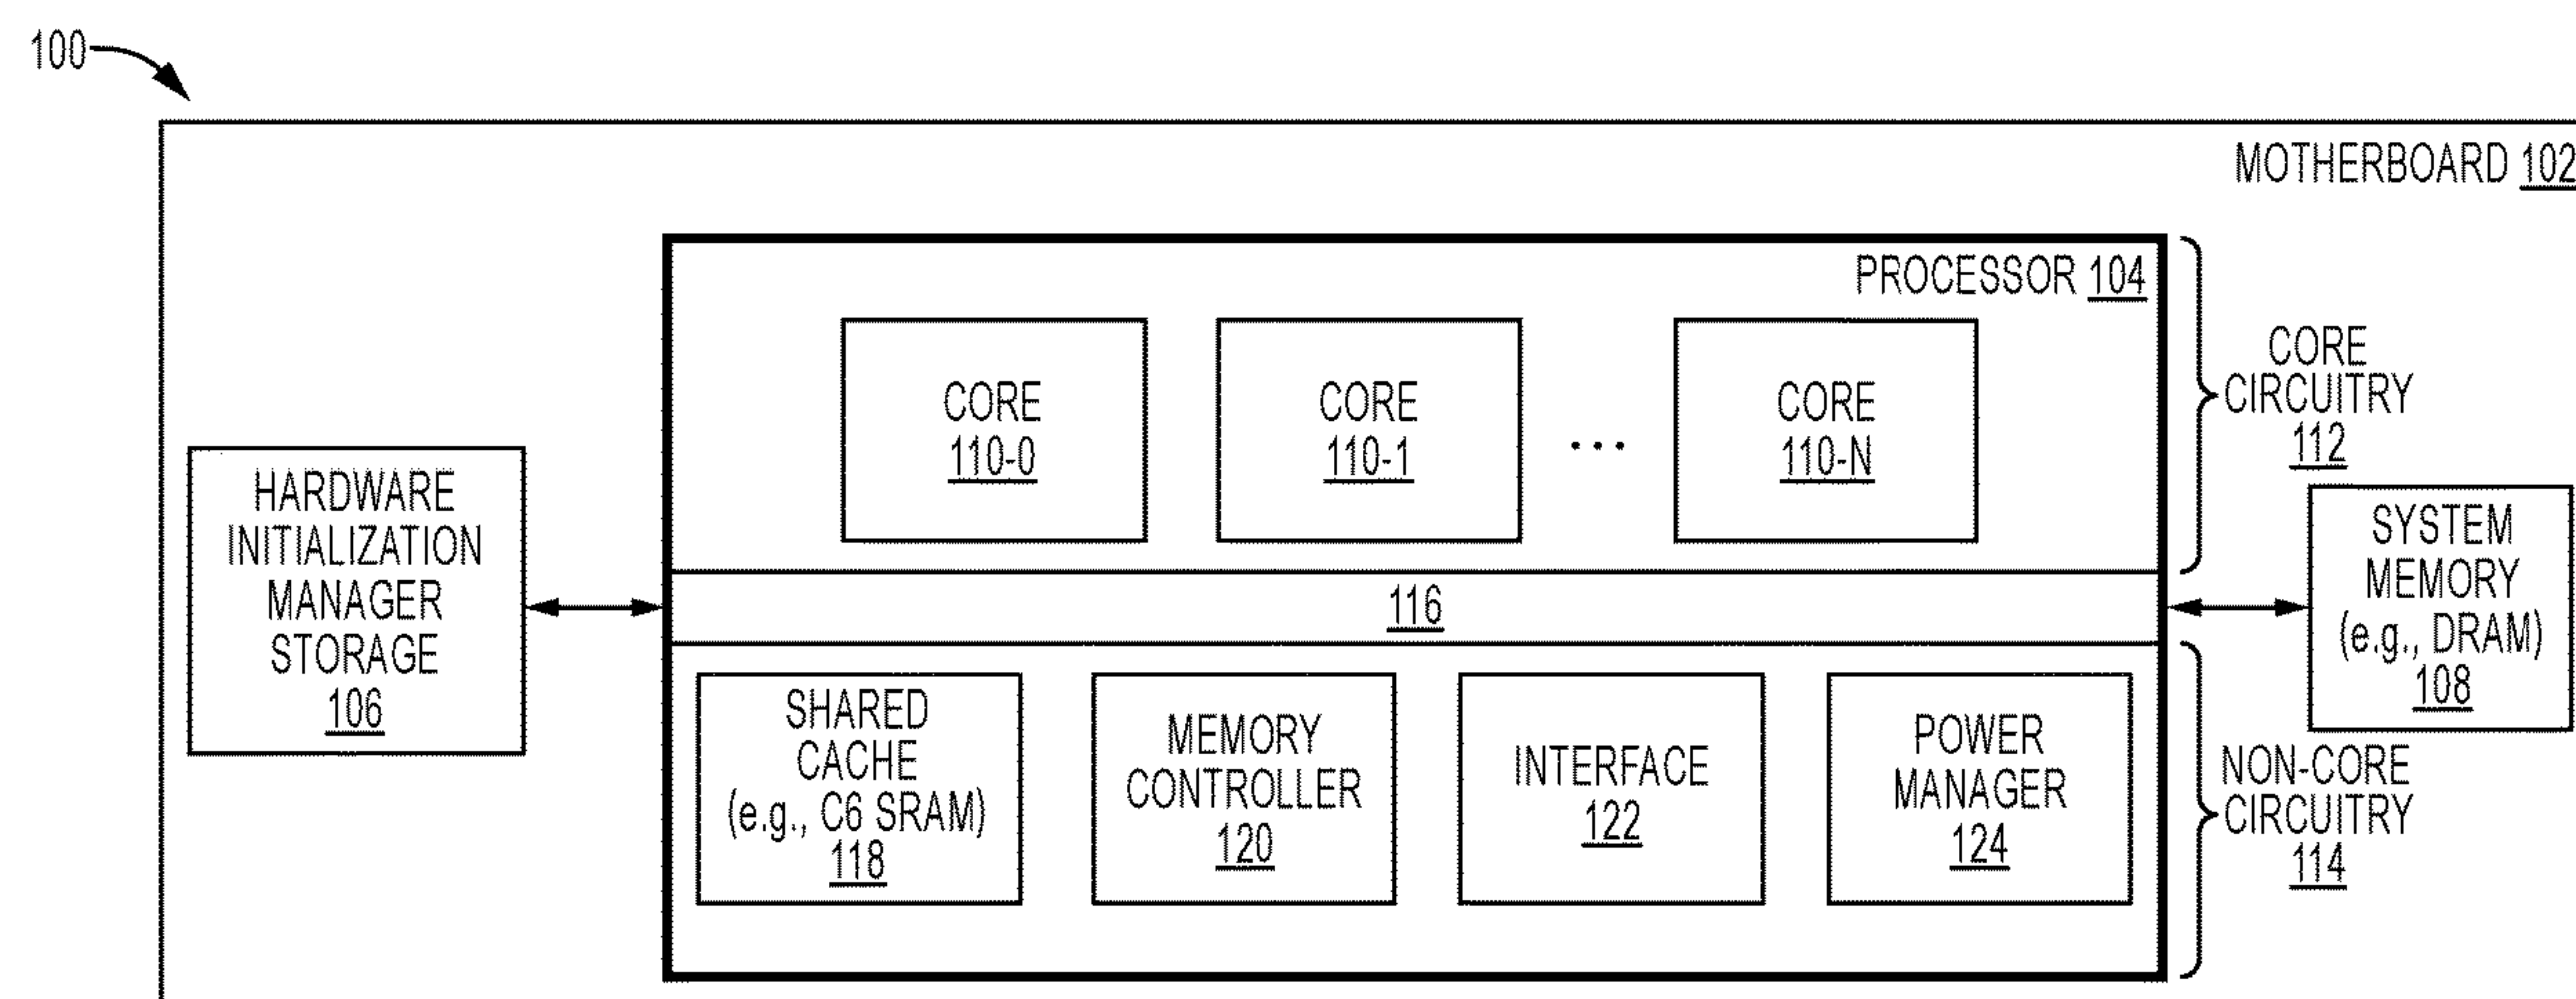 100
MOTHERBOARD 102
PROCESSOR 104
CORE
110-0
CORE
110-1
...
CORE
110-N
CORE
CIRCUITRY
112
HARDWARE
INITIALIZATION
MANAGER
STORAGE
106
116
SYSTEM
MEMORY
(e.g., DRAM)
108
SHARED
CACHE
(e.g., C6 SRAM)
118
MEMORY
CONTROLLER
120
INTERFACE
122
POWER
MANAGER
124
NON-CORE
CIRCUITRY
114